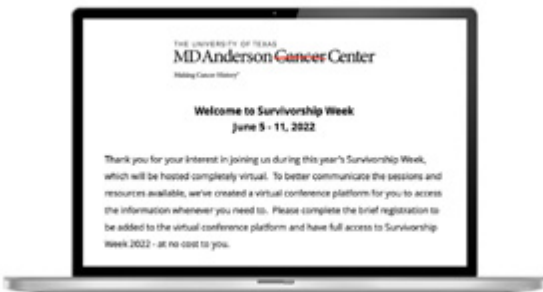 THE UNIVERSITY OF TEXAS
MD Anderson Cancer Center
Making Cancer History®
Welcome to Survivorship Week
June 5 - 11, 2022
Thank you for your interest in joining us during this year's Survivorship Week,
which will be hosted completely virtual. To better communicate the sessions and
resources available, we've created a virtual conference platform for you to access
the information whenever you need to. Please complete the brief registration to
be added to the virtual conference platform and have full access to Survivorship
Week 2022 - at no cost to you.